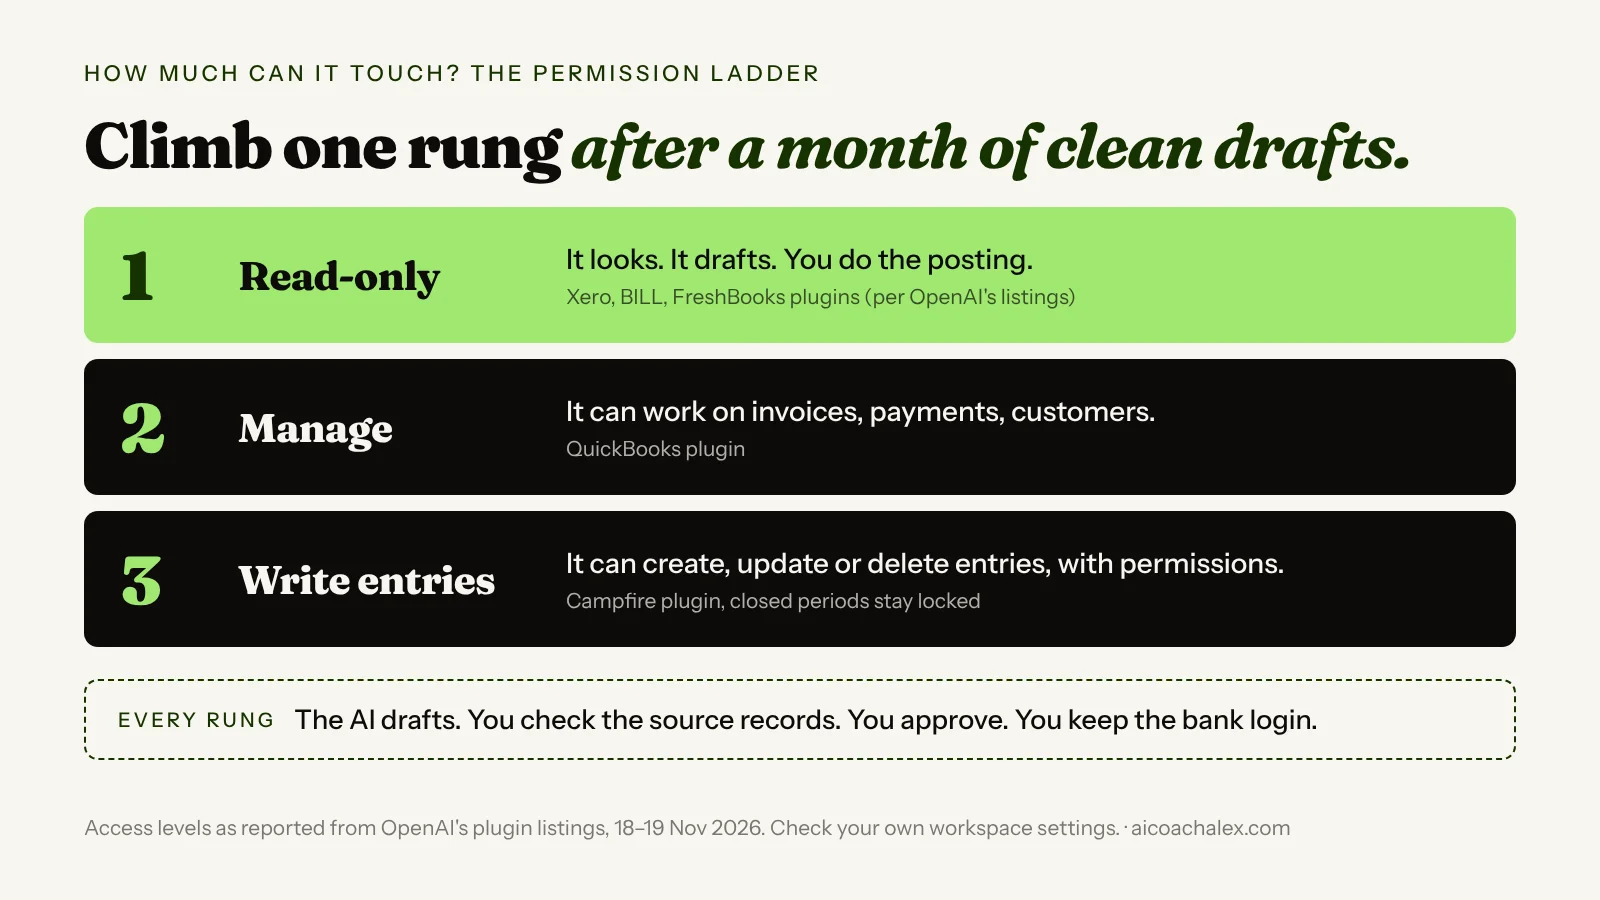 HOW MUCH CAN IT TOUCH? THE PERMISSION LADDER
Climb one rung after a month of clean drafts.
1
Read-only
It looks. It drafts. You do the posting.
Xero, BILL, FreshBooks plugins (per OpenAI's listings)
2
Manage
It can work on invoices, payments, customers.
QuickBooks plugin
3
Write entries
It can create, update or delete entries, with permissions.
Campfire plugin, closed periods stay locked
EVERY RUNG The AI drafts. You check the source records. You approve. You keep the bank login.
Access levels as reported from OpenAI's plugin listings, 18–19 Nov 2026. Check your own workspace settings. · aicoachalex.com